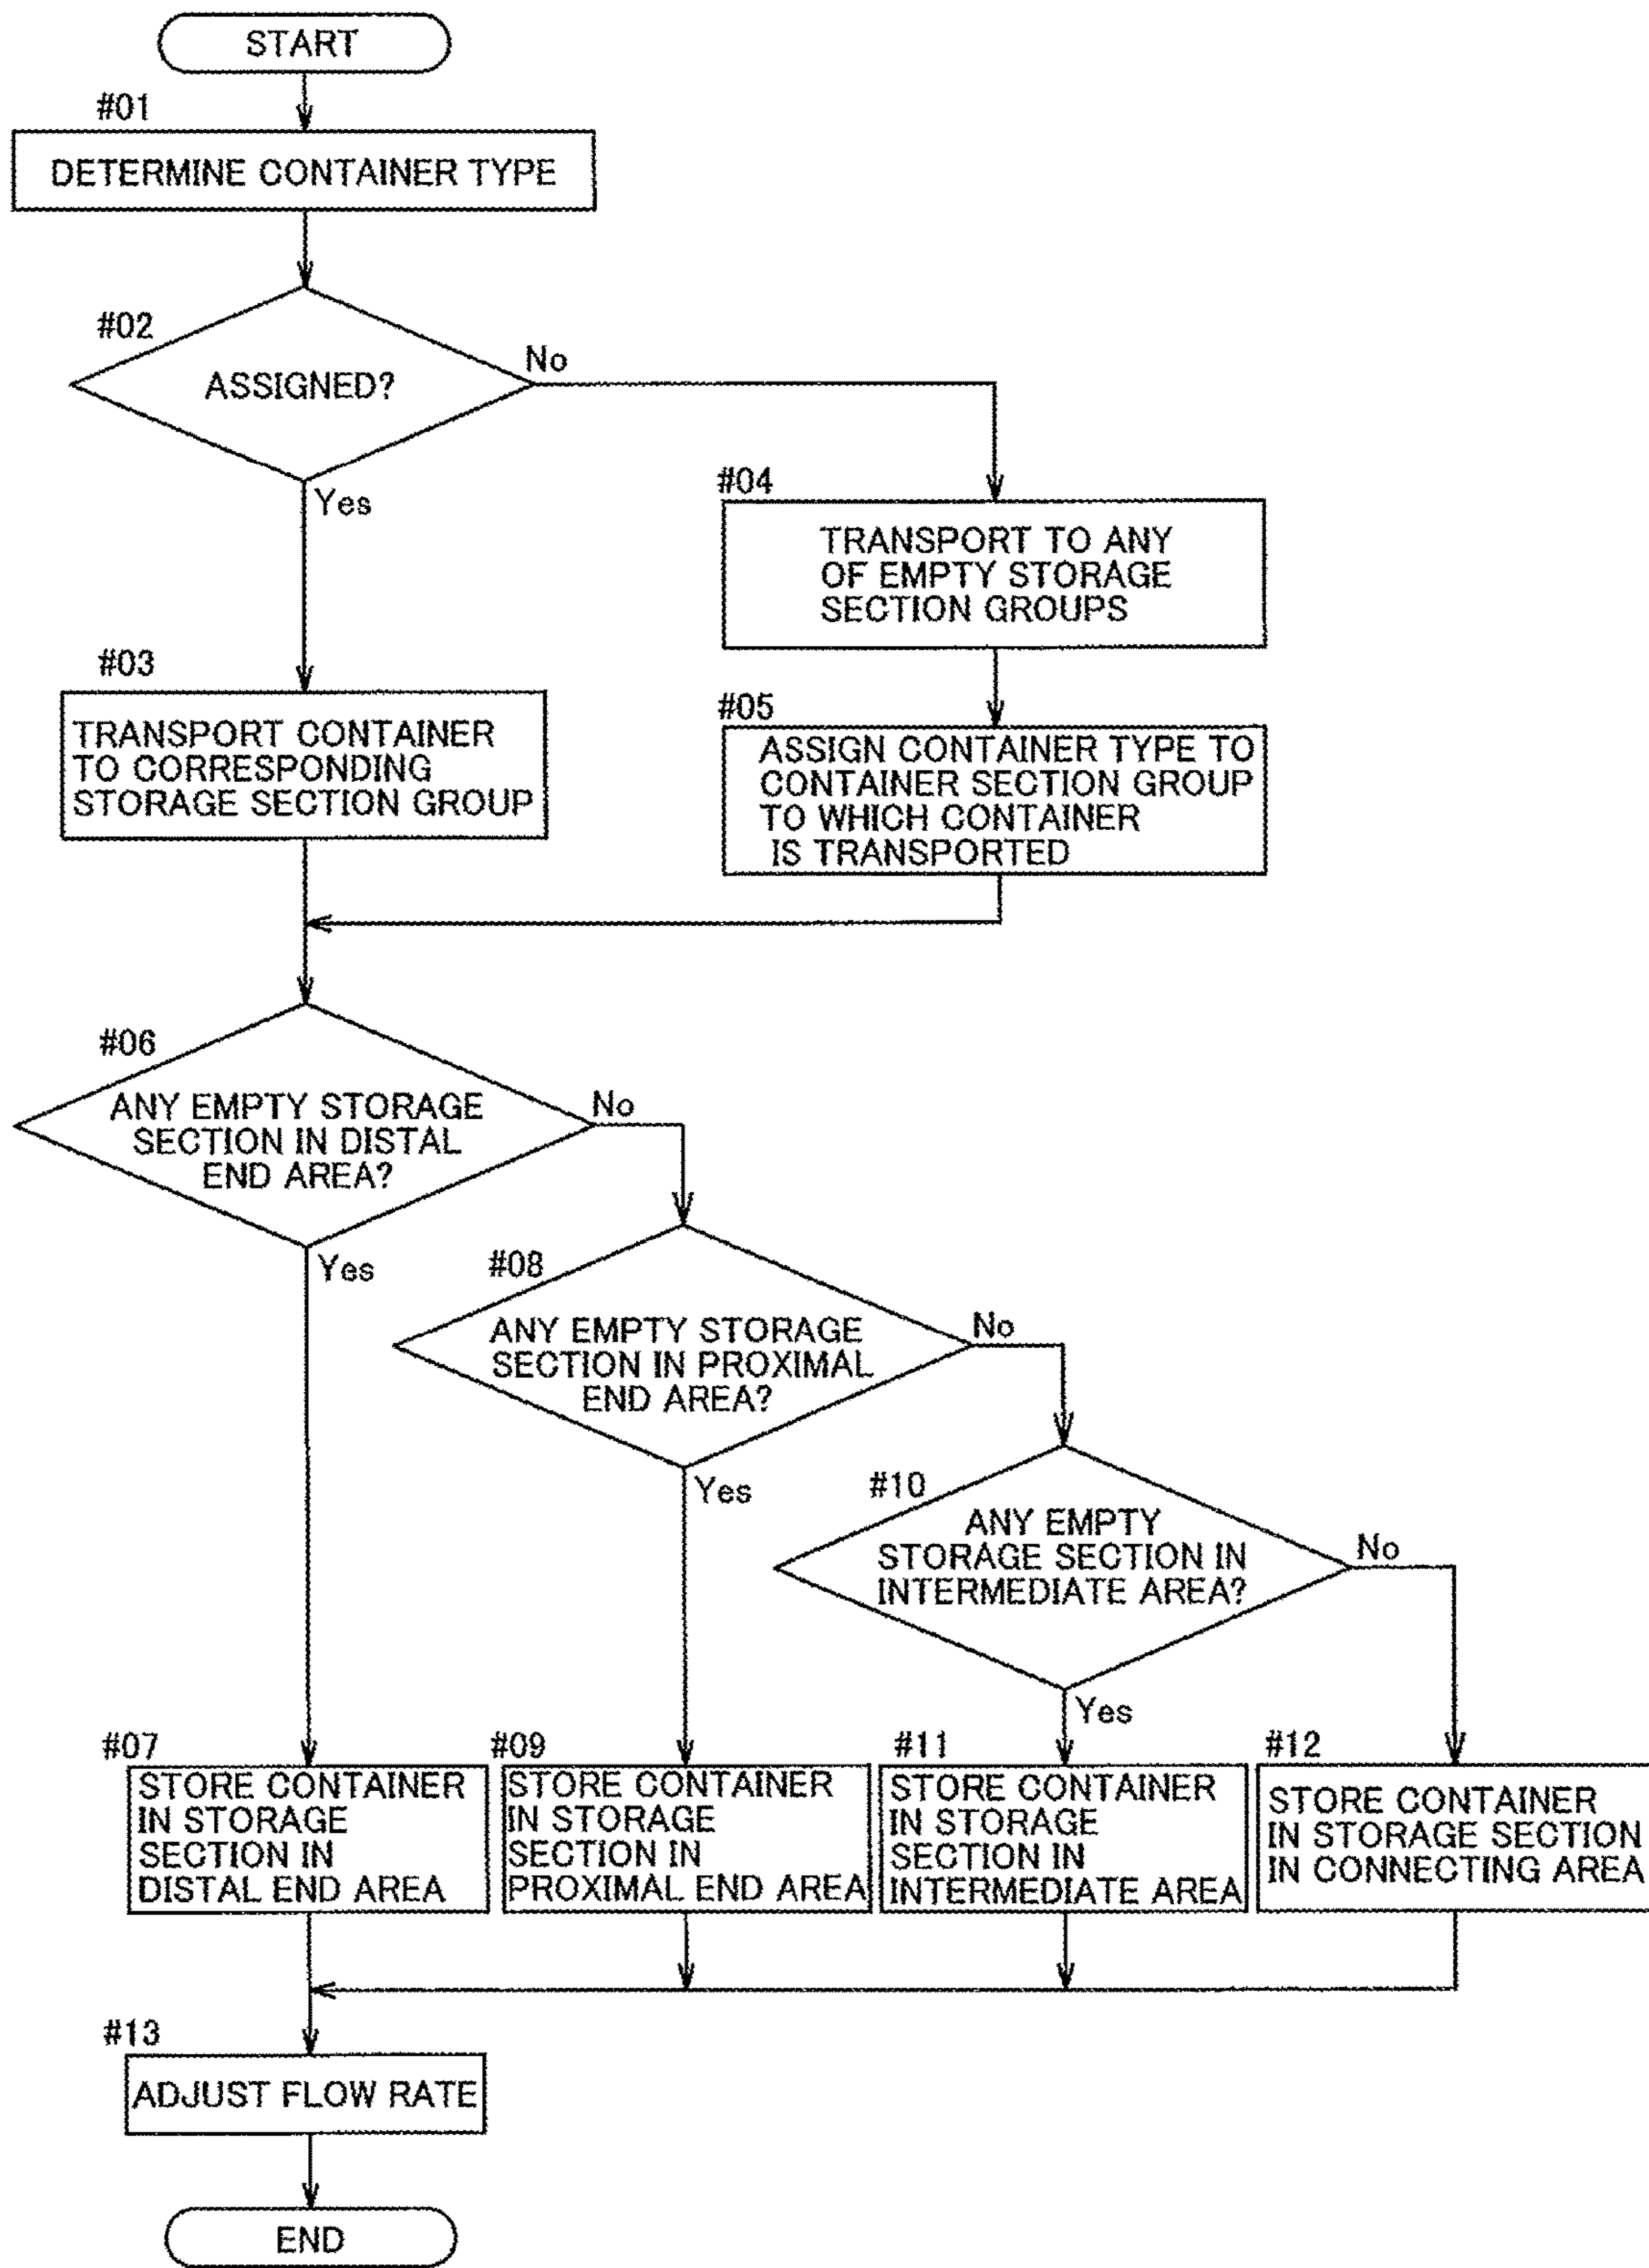 START
#01
DETERMINE CONTAINER TYPE
#02
ASSIGNED?
No
Yes
#04
TRANSPORT TO ANY
OF EMPTY STORAGE
SECTION GROUPS
#03
TRANSPORT CONTAINER
TO CORRESPONDING
STORAGE SECTION GROUP
#05
ASSIGN CONTAINER TYPE TO
CONTAINER SECTION GROUP
TO WHICH CONTAINER
IS TRANSPORTED
#06
ANY EMPTY STORAGE
SECTION IN DISTAL
END AREA?
No
Yes
#08
ANY EMPTY STORAGE
SECTION IN PROXIMAL
END AREA?
No
Yes
#10
ANY EMPTY
STORAGE SECTION IN
INTERMEDIATE AREA?
No
Yes
#07
STORE CONTAINER
IN STORAGE
SECTION IN
DISTAL END AREA
#09
STORE CONTAINER
IN STORAGE
SECTION IN
PROXIMAL END AREA
#11
STORE CONTAINER
IN STORAGE
SECTION IN
INTERMEDIATE AREA
#12
STORE CONTAINER
IN STORAGE SECTION
IN CONNECTING AREA
#13
ADJUST FLOW RATE
END